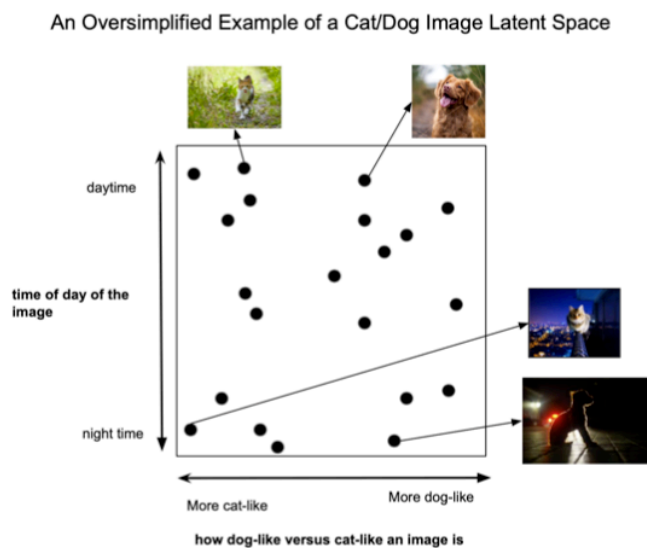 An Oversimplified Example of a Cat/Dog Image Latent Space
daytime
time of day of the
image
night time
More cat-like
More dog-like
how dog-like versus cat-like an image is